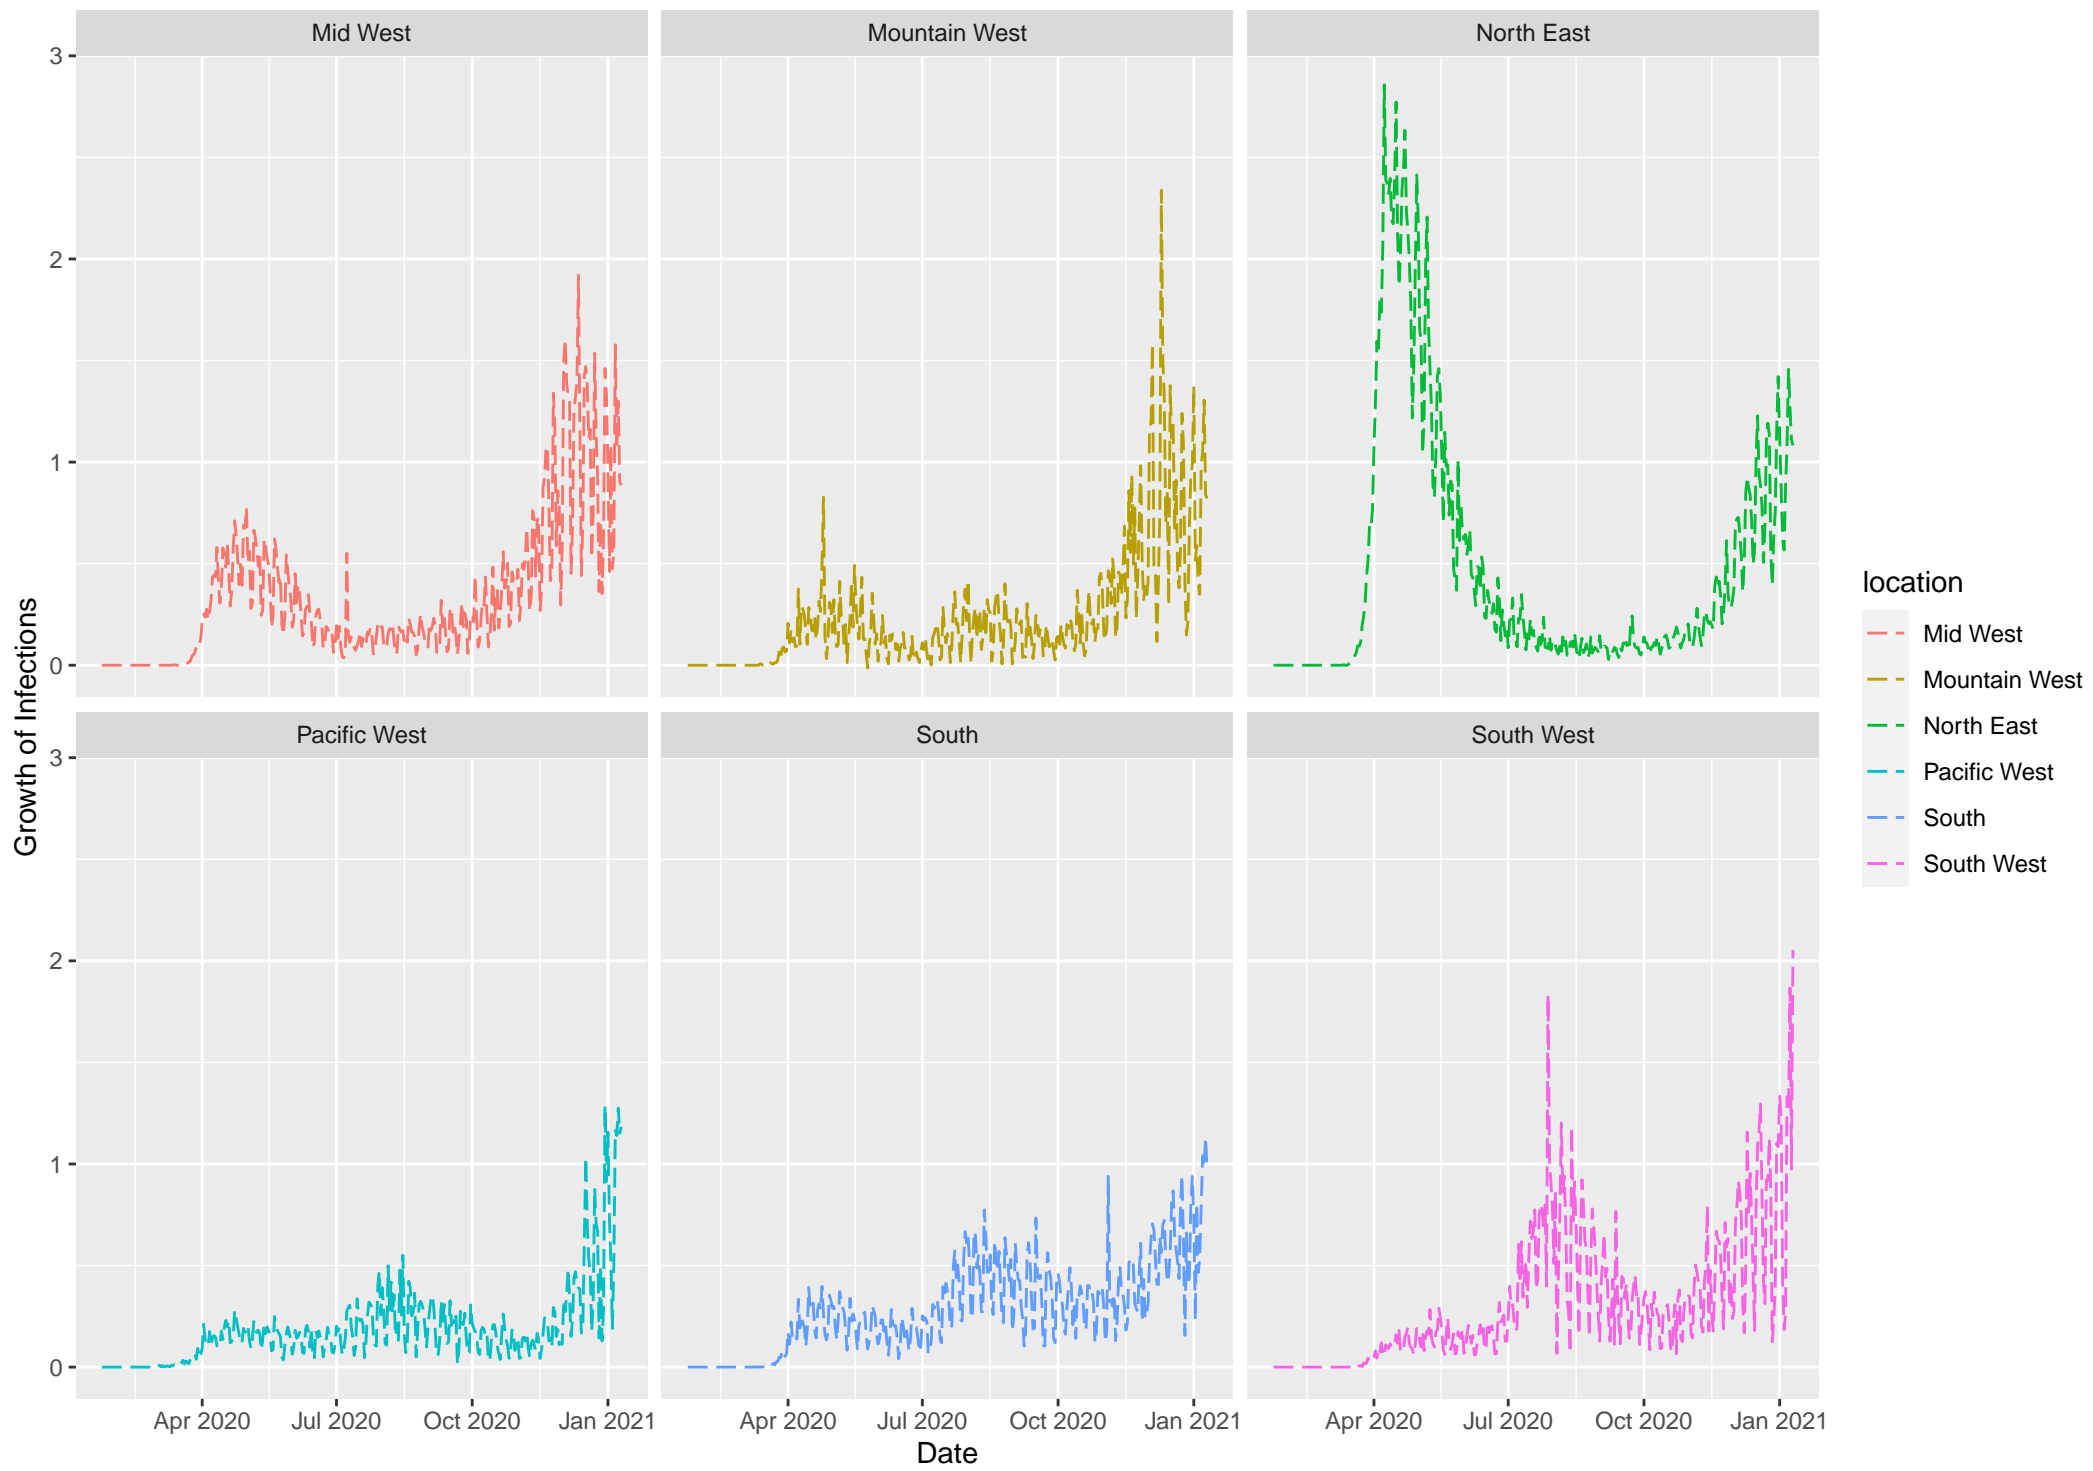 Mid West
Mountain West
North East
3
2
1
0
Pacific West
South
South West
3
2
1
0
Growth of Infections
Apr 2020
Jul 2020
Oct 2020
Jan 2021
Apr 2020
Jul 2020
Oct 2020
Jan 2021
Apr 2020
Jul 2020
Oct 2020
Jan 2021
Date
location
Mid West
Mountain West
North East
Pacific West
South
South West